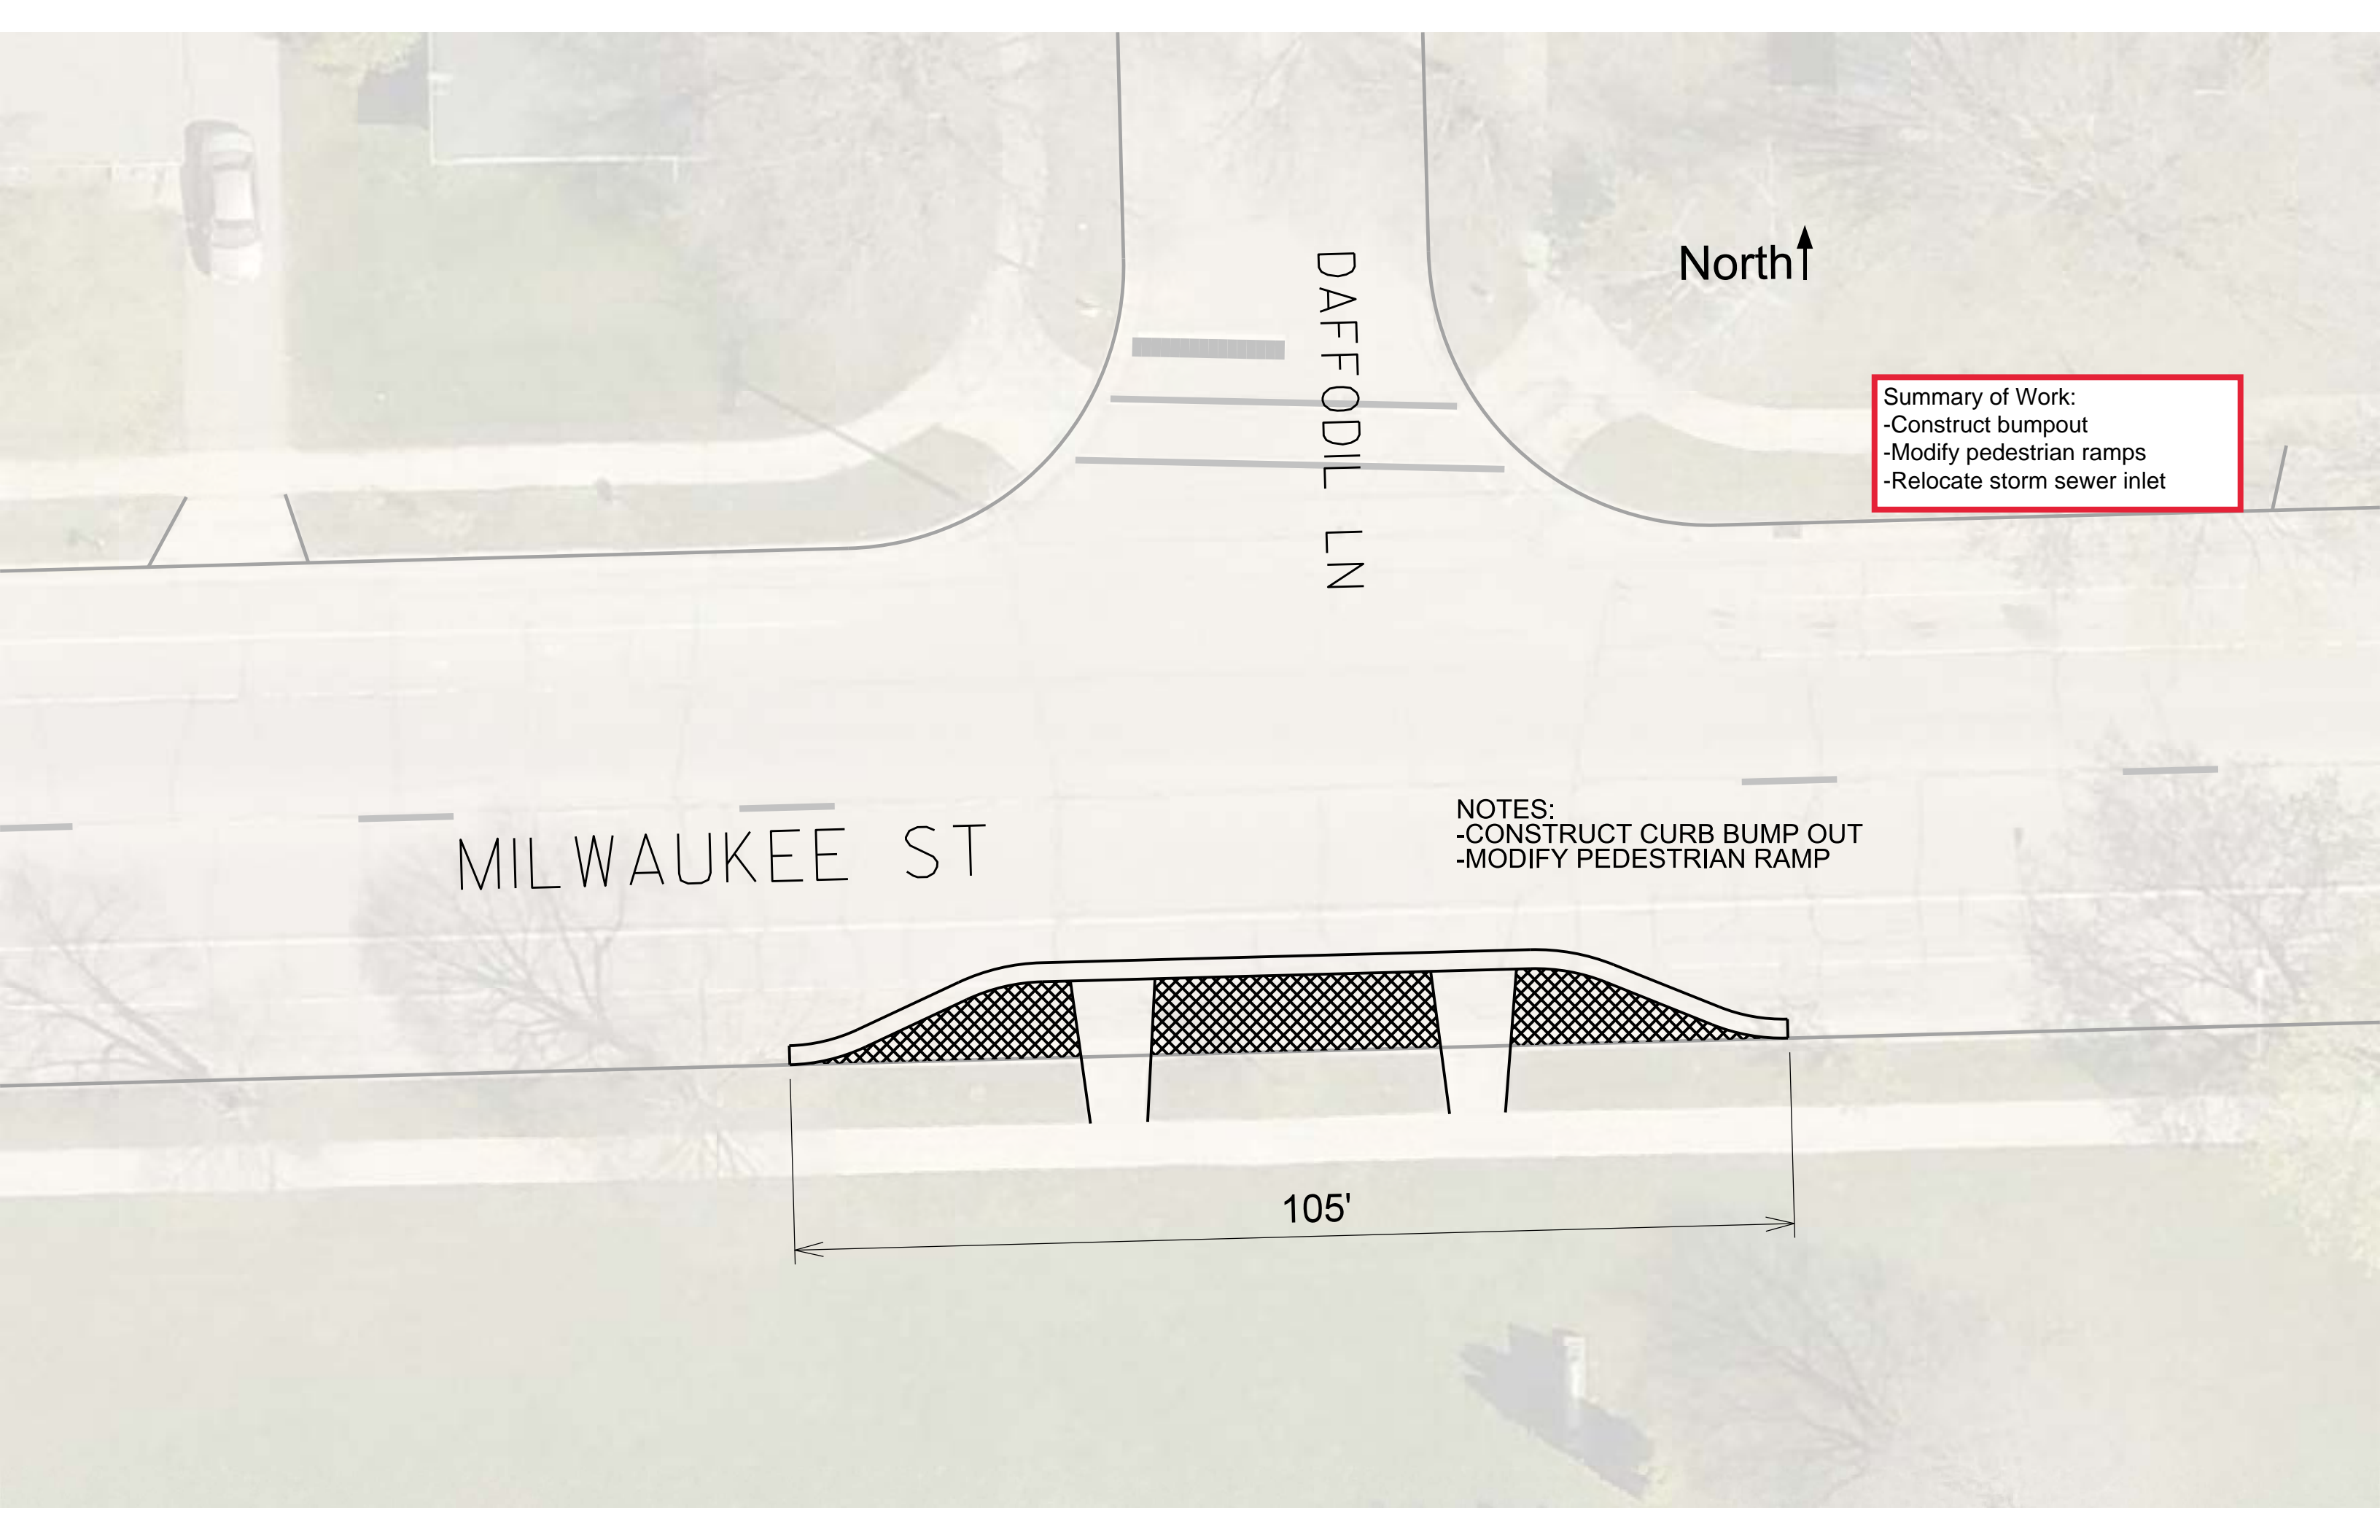 DAFFODIL LN
North
Summary of Work:
-Construct bumpout
-Modify pedestrian ramps
-Relocate storm sewer inlet
MILWAUKEE ST
NOTES:
-CONSTRUCT CURB BUMP OUT
-MODIFY PEDESTRIAN RAMP
105'